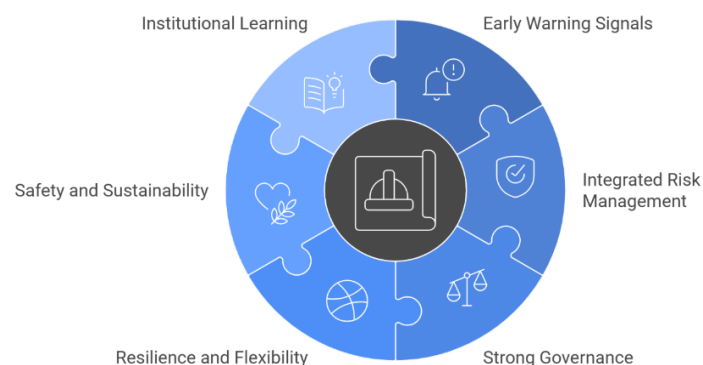 Institutional Learning
Early Warning Signals
Safety and Sustainability
Integrated Risk
Management
Resilience and Flexibility
Strong Governance